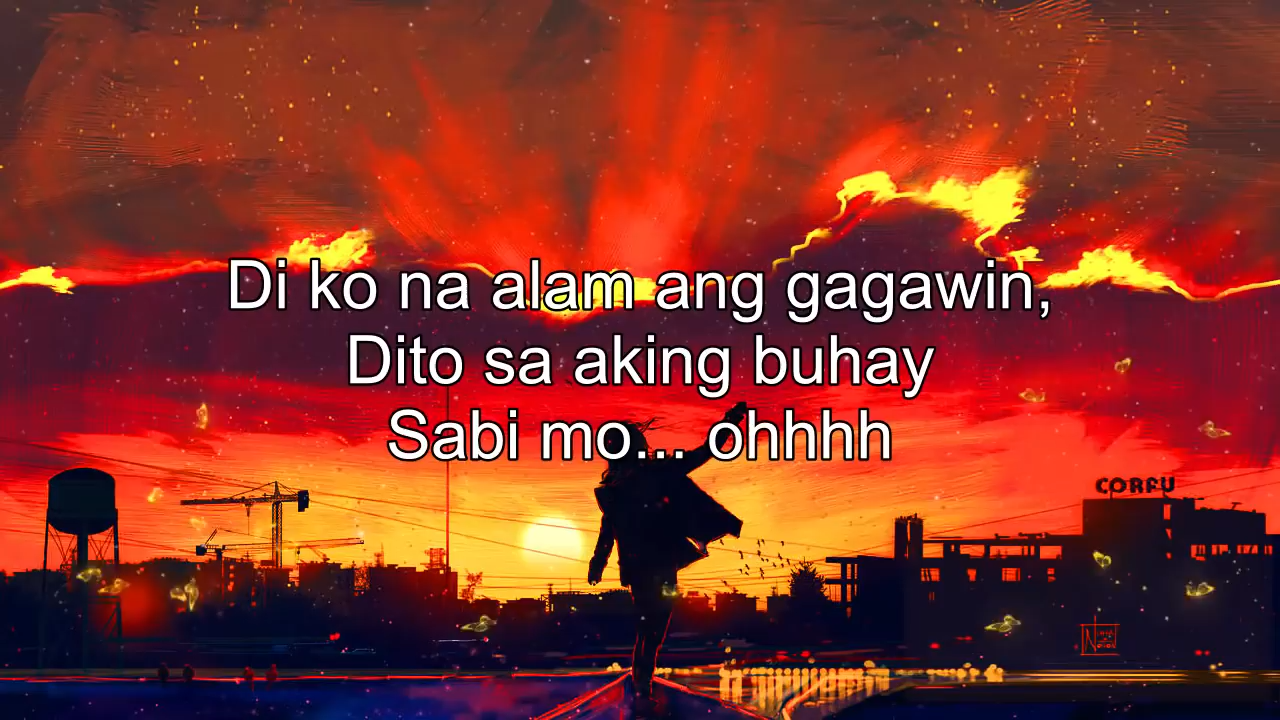 Di ko na alam ang gagawin,
Dito sa aking buhay
Sabi mo... ohhhh
CORFU